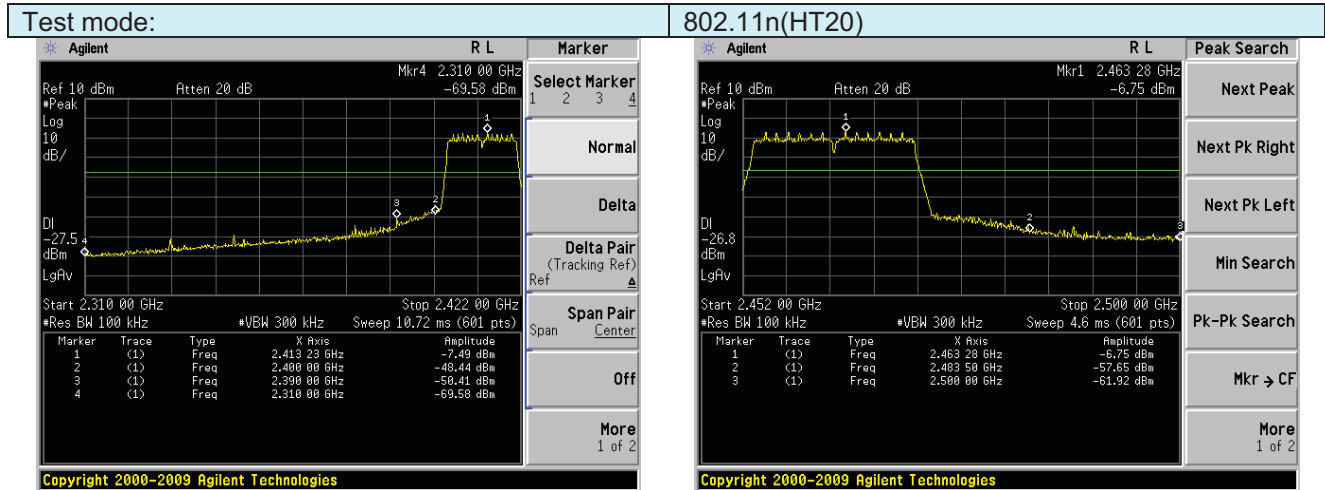 Test mode: 802.11n(HT20)
Agilent R L Marker
Mkr4 2.310 00 GHz
Ref 10 dBm Atten 20 dB -69.58 dBm
#Peak
Log
10
dB/
DI
-27.5
dBm
LgAv
1
2
3
4
Start 2.310 00 GHz Stop 2.422 00 GHz
#Res BW 100 kHz #VBW 300 kHz Sweep 10.72 ms (601 pts)
Marker Trace Type X Axis Amplitude
1 (1) Freq 2.413 23 GHz -7.49 dBm
2 (1) Freq 2.400 00 GHz -48.44 dBm
3 (1) Freq 2.390 00 GHz -50.41 dBm
4 (1) Freq 2.310 00 GHz -69.58 dBm
Select Marker
1 2 3 4
Normal
Delta
Delta Pair
(Tracking Ref)
Ref Δ
Span Pair
Span Center
Off
More
1 of 2
Copyright 2000-2009 Agilent Technologies
Agilent R L Peak Search
Mkr1 2.463 28 GHz
Ref 10 dBm Atten 20 dB -6.75 dBm
#Peak
Log
10
dB/
DI
-26.8
dBm
LgAv
1
2
3
Start 2.452 00 GHz Stop 2.500 00 GHz
#Res BW 100 kHz #VBW 300 kHz Sweep 4.6 ms (601 pts)
Marker Trace Type X Axis Amplitude
1 (1) Freq 2.463 28 GHz -6.75 dBm
2 (1) Freq 2.483 50 GHz -57.65 dBm
3 (1) Freq 2.500 00 GHz -61.92 dBm
Next Peak
Next Pk Right
Next Pk Left
Min Search
Pk-Pk Search
Mkr → CF
More
1 of 2
Copyright 2000-2009 Agilent Technologies